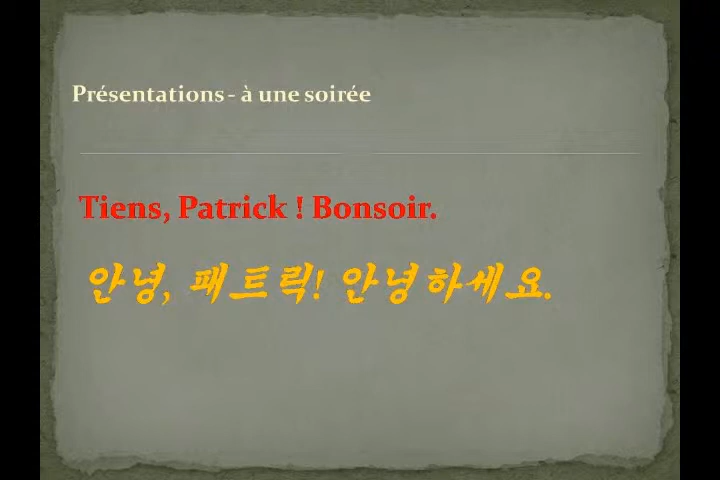 Présentations - à une soirée
Tiens, Patrick ! Bonsoir.
안녕, 패트릭! 안녕하세요.